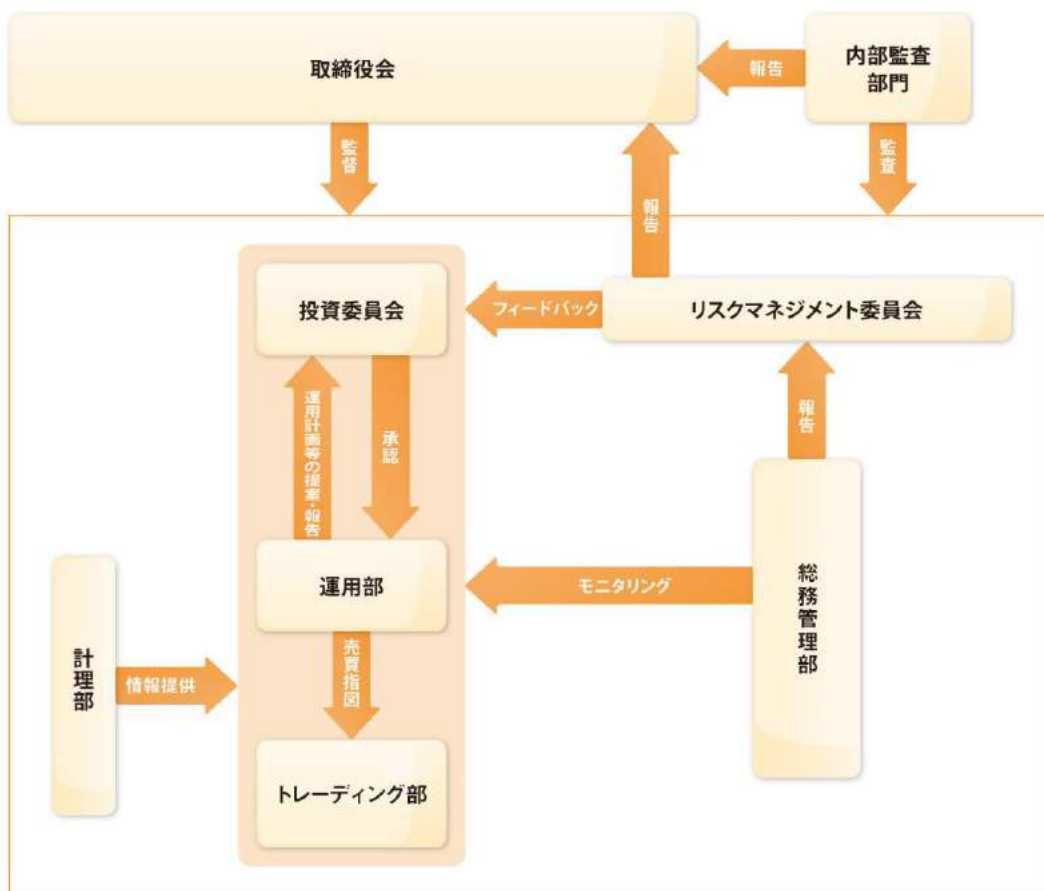 取締役会
報告
内部監査
部門
監督
監査
報告
投資委員会
フィードバック
リスクマネジメント委員会
運用計画等の提案・報告
承認
報告
運用部
モニタリング
総務管理部
計理部
情報提供
売買指図
トレーディング部